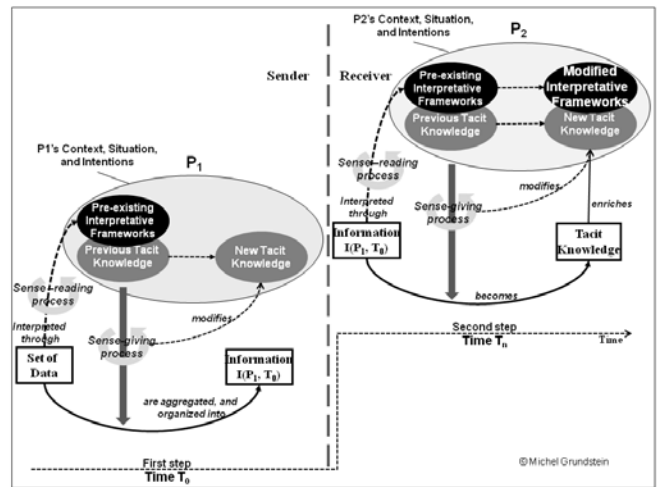 P2's Context, Situation,
and Intentions
P2
Sender
Receiver
Pre-existing
Interpretative
Frameworks
Modified
Interpretative
Frameworks
Previous Tacit
Knowledge
New Tacit
Knowledge
Sense–reading
process
Interpreted
through
Sense-giving
process
modifies
enriches
Information
I(P1, T0)
Tacit
Knowledge
becomes
Second step
Time Tn
Time
P1's Context, Situation,
and Intentions
P1
Pre-existing
Interpretative
Frameworks
Previous Tacit
Knowledge
New Tacit
Knowledge
Sense–reading
process
Interpreted
through
Sense-giving
process
modifies
Set of
Data
Information
I(P1, T0)
are aggregated, and
organized into
First step
Time T0
© Michel Grundstein